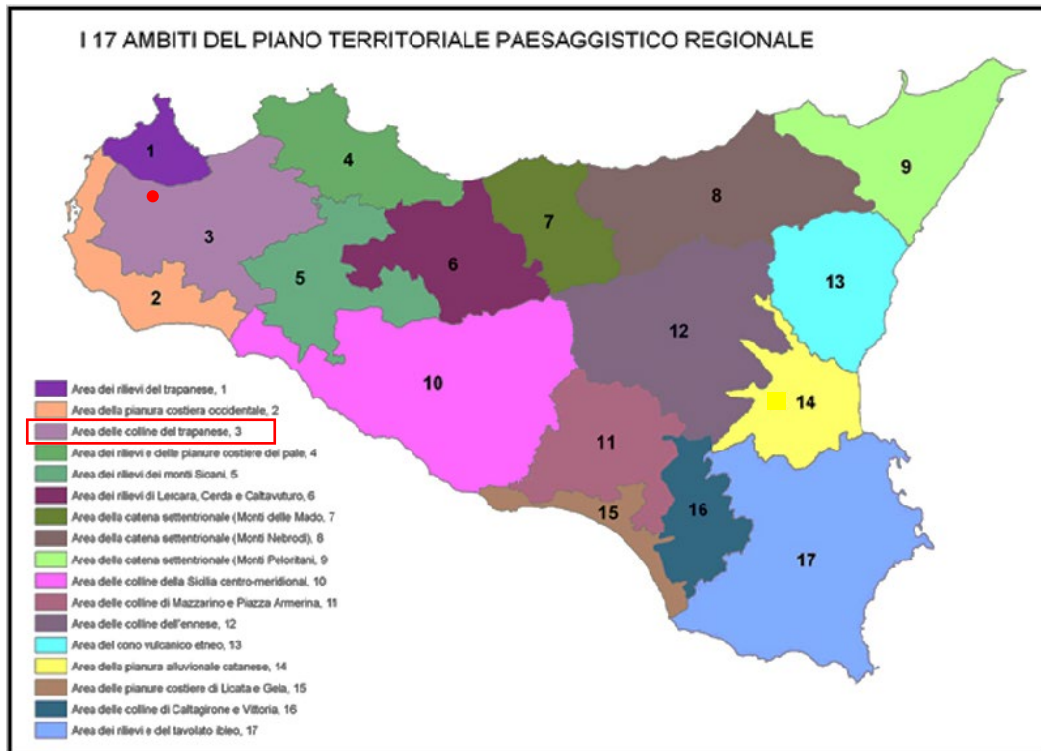 I 17 AMBITI DEL PIANO TERRITORIALE PAESAGGISTICO REGIONALE
1
9
4
8
7
3
6
5
13
2
12
10
14
11
15
16
17
Area dei rilievi del trapanese, 1
Area della pianura costiera occidentale, 2
Area delle colline del trapanese, 3
Area dei rilievi e delle pianure costiere del pale, 4
Area dei rilievi dei monti Sicani, 5
Area dei rilievi di Lercara, Cerda e Caltavuturo, 6
Area della catena settentrionale (Monti delle Mado, 7
Area della catena settentrionale (Monti Nebrodi), 8
Area della catena settentrionale (Monti Peloritani, 9
Area delle colline della Sicilia centro-meridional, 10
Area delle colline di Mazzarino e Piazza Armerina, 11
Area delle colline dell'ennese, 12
Area del cono vulcanico etneo, 13
Area della pianura alluvionale catanese, 14
Area delle pianure costiere di Licata e Gela, 15
Area delle colline di Caltagirone e Vittoria, 16
Area dei rilievi e del tavolato ibleo, 17